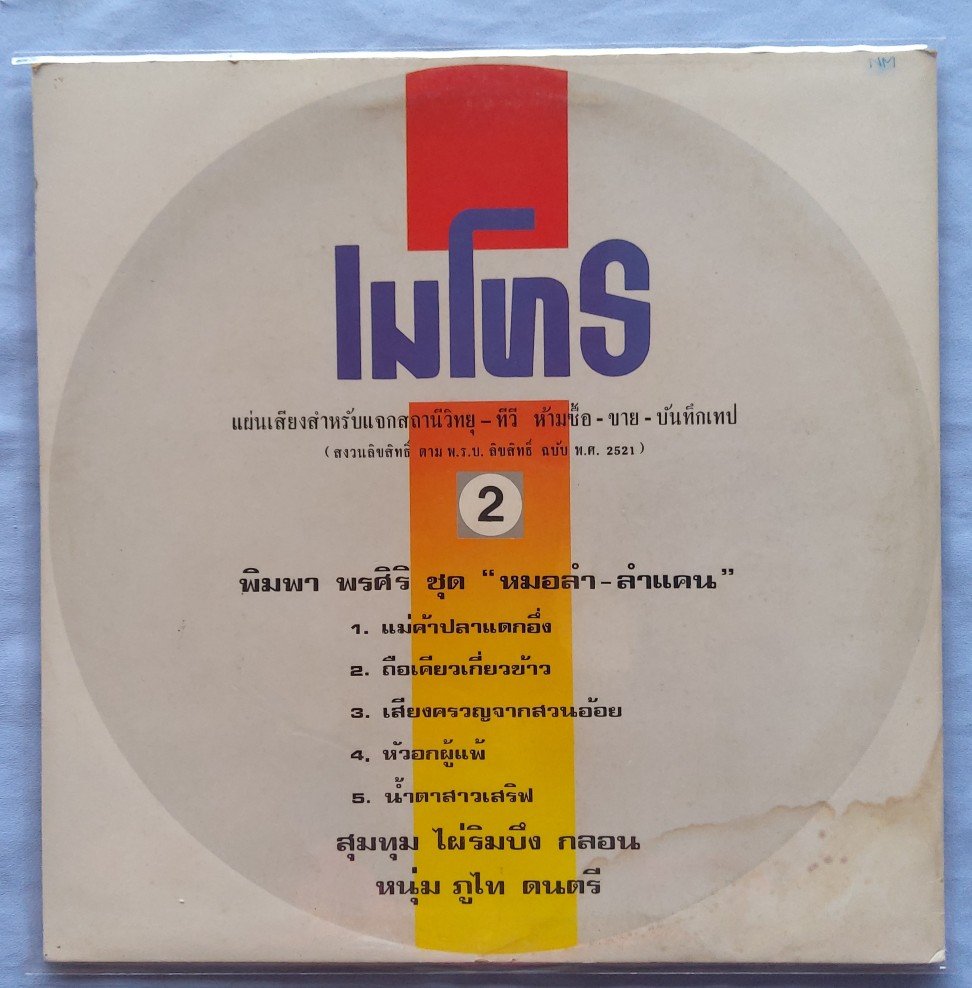 เมโทร
แผ่นเสียงสำหรับแจกสถานีวิทยุ - ทีวี ห้ามซื้อ - ขาย - บันทึกเทป
( สงวนลิขสิทธิ์ ตาม พ.ร.บ. ลิขสิทธิ์ ฉบับ พ.ศ. 2521 )
2
พิมพา พรศิริ ชุด “หมอลำ - ลำแคน”
1. แม่ค้าปลาแดกอึ่ง
2. ถือเคียวเกี่ยวข้าว
3. เสียงครวญจากสวนอ้อย
4. หัวอกผู้แพ้
5. น้ำตาสาวเสริฟ
สุมทุม ไผ่ริมบึง กลอน
หนุ่ม ภูไท ดนตรี